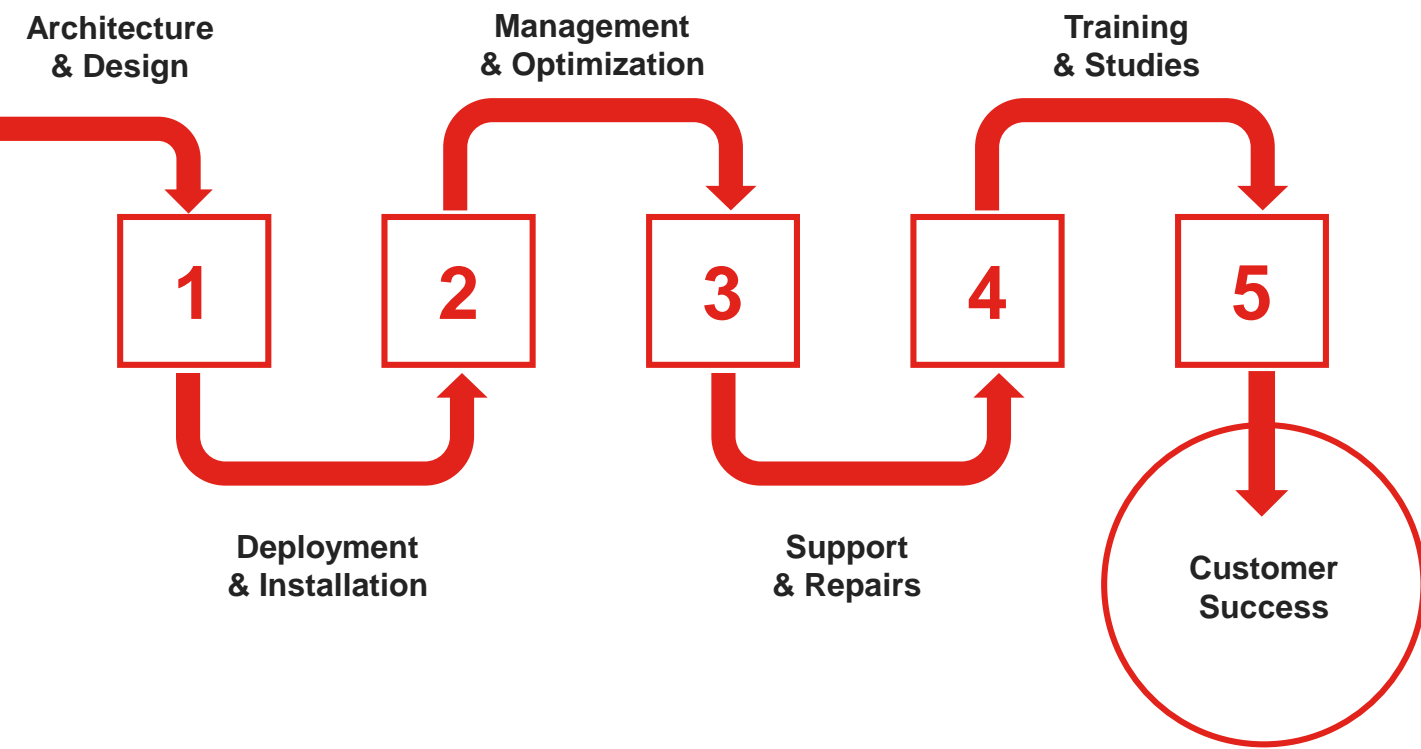 Architecture
& Design
Management
& Optimization
Training
& Studies
1
2
3
4
5
Deployment
& Installation
Support
& Repairs
Customer
Success